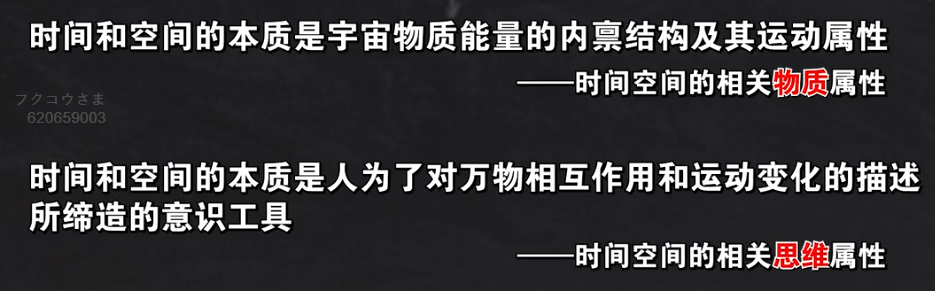 时间和空间的本质是宇宙物质能量的内禀结构及其运动属性
——时间空间的相关物质属性
フクコウさま
620659003
时间和空间的本质是人为了对万物相互作用和运动变化的描述
所缔造的意识工具
——时间空间的相关思维属性